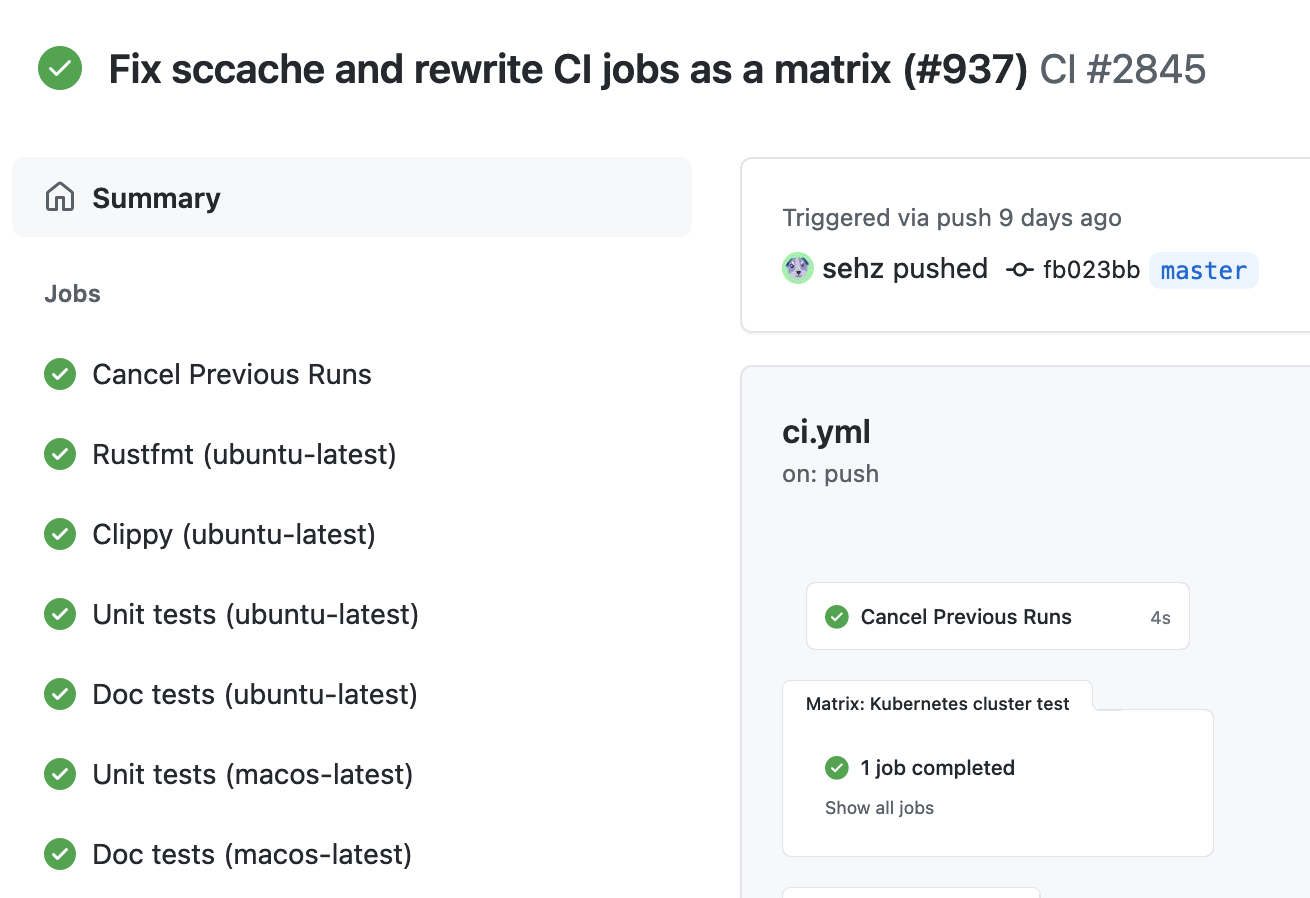 Fix sccache and rewrite CI jobs as a matrix (#937) CI #2845
Summary
Jobs
Cancel Previous Runs
Rustfmt (ubuntu-latest)
Clippy (ubuntu-latest)
Unit tests (ubuntu-latest)
Doc tests (ubuntu-latest)
Unit tests (macos-latest)
Doc tests (macos-latest)
Triggered via push 9 days ago
sehz pushed fb023bb master
ci.yml
on: push
Cancel Previous Runs 4s
Matrix: Kubernetes cluster test
1 job completed
Show all jobs